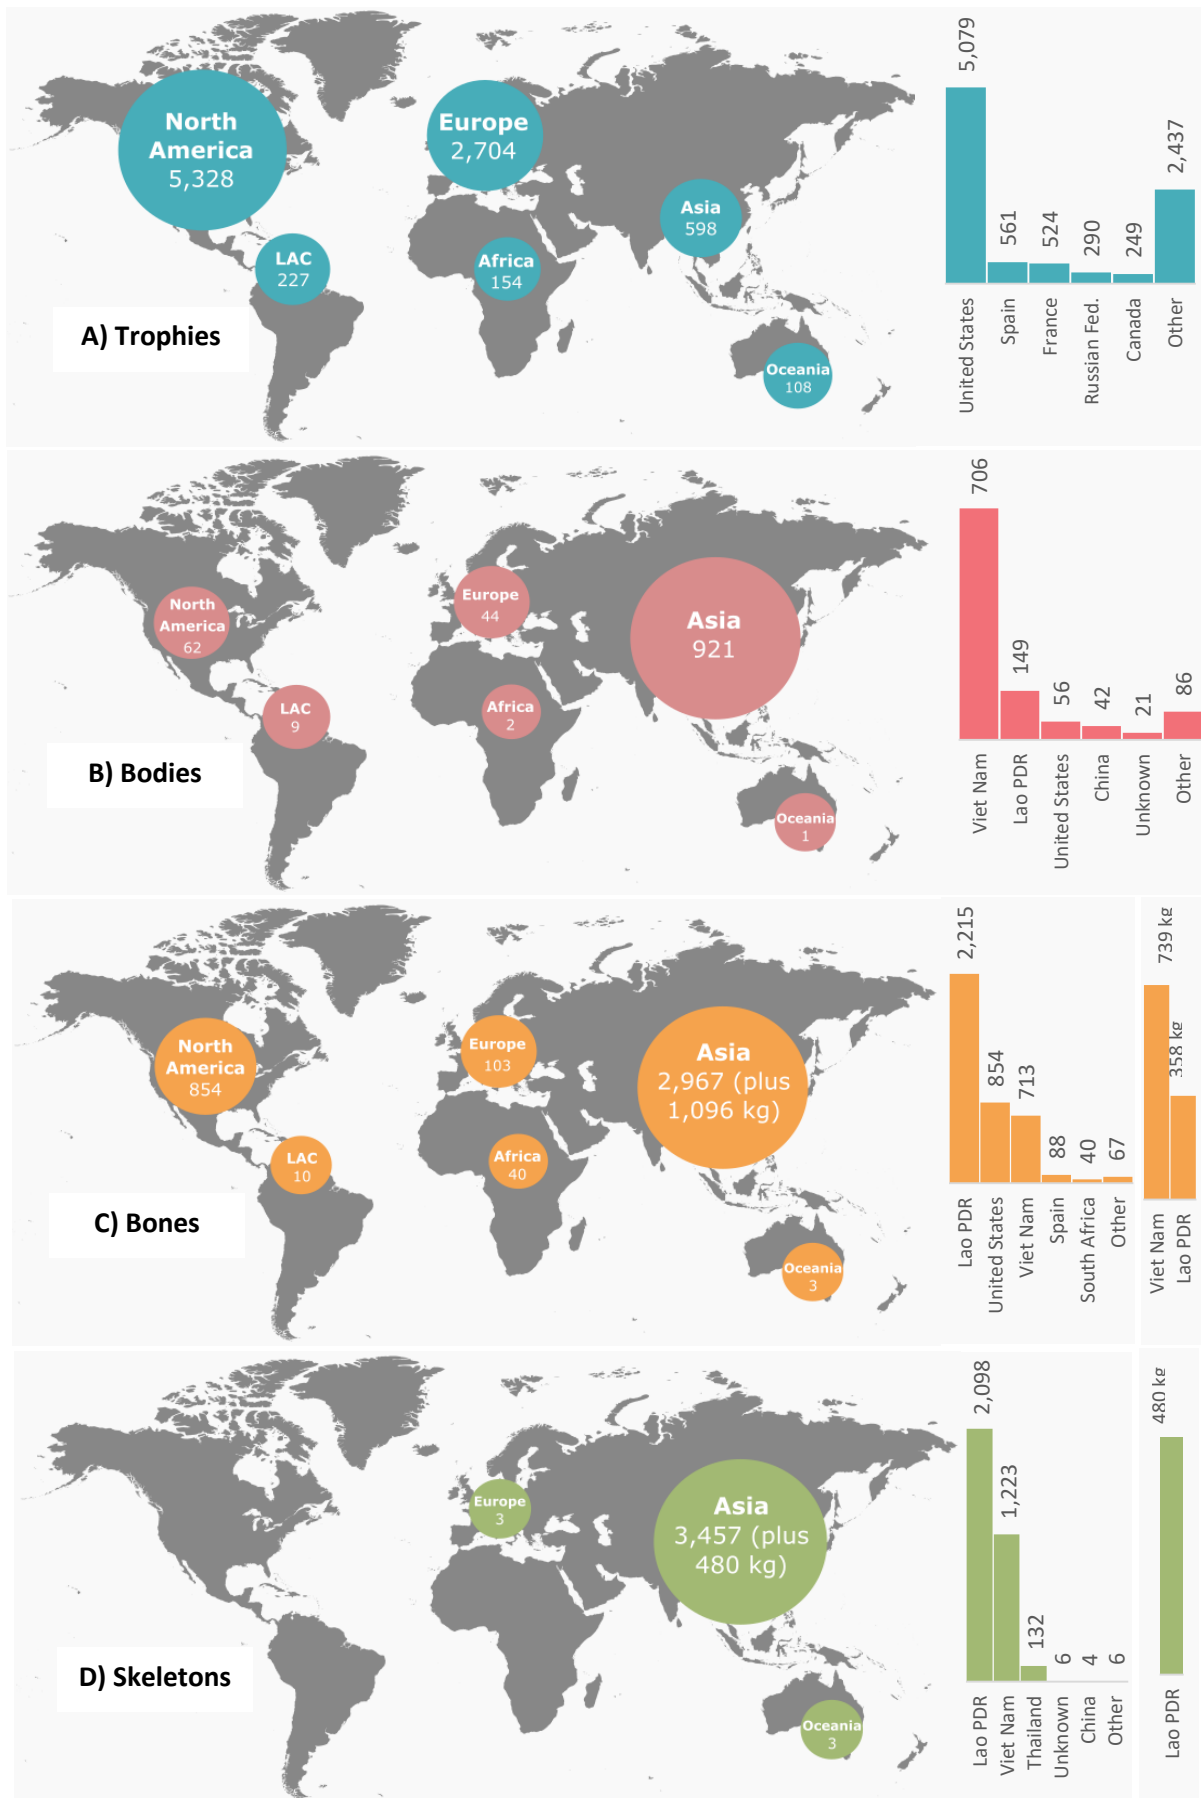 North
America
5,328
Europe
2,704
Asia
598
LAC
227
Africa
154
Oceania
108
A) Trophies
5,079
561
524
290
249
2,437
United States
Spain
France
Russian Fed.
Canada
Other
North
America
62
Europe
44
Asia
921
LAC
9
Africa
2
Oceania
1
B) Bodies
706
149
56
42
21
86
Viet Nam
Lao PDR
United States
China
Unknown
Other
North
America
854
Europe
103
Asia
2,967 (plus
1,096 kg)
LAC
10
Africa
40
Oceania
3
C) Bones
2,215
854
713
88
40
67
Lao PDR
United States
Viet Nam
Spain
South Africa
Other
739 kg
358 kg
Viet Nam
Lao PDR
Europe
3
Asia
3,457 (plus
480 kg)
Oceania
3
D) Skeletons
2,098
1,223
132
6
4
6
Lao PDR
Viet Nam
Thailand
Unknown
China
Other
480 kg
Lao PDR